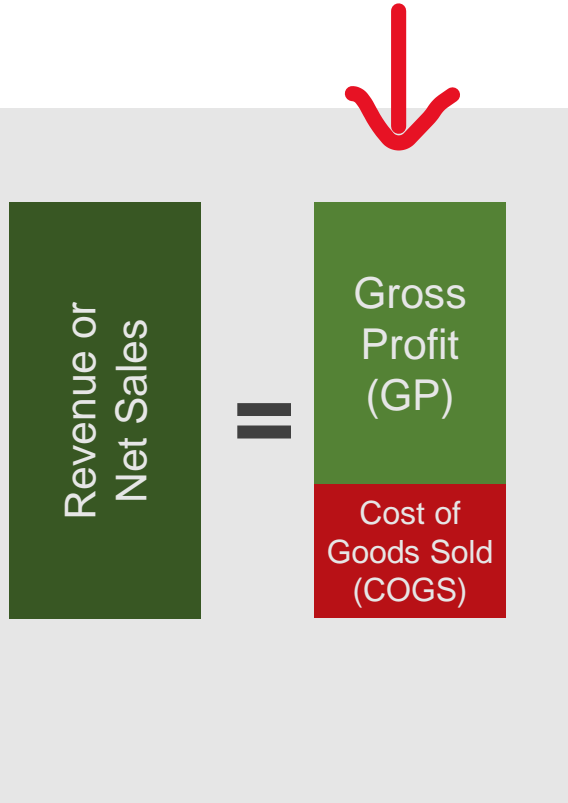 Revenue or
Net Sales
=
Gross
Profit
(GP)
Cost of
Goods Sold
(COGS)